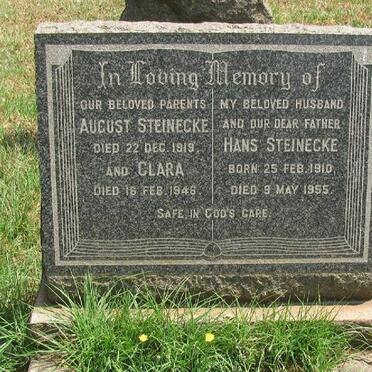 In Loving Memory of
OUR BELOVED PARENTS
AUGUST STEINECKE
DIED 22 DEC. 1919.
AND CLARA
DIED 16 FEB. 1946.
MY BELOVED HUSBAND
AND OUR DEAR FATHER
HANS STEINECKE
BORN 25 FEB. 1910.
DIED 9 MAY 1955.
SAFE IN GOD'S CARE.